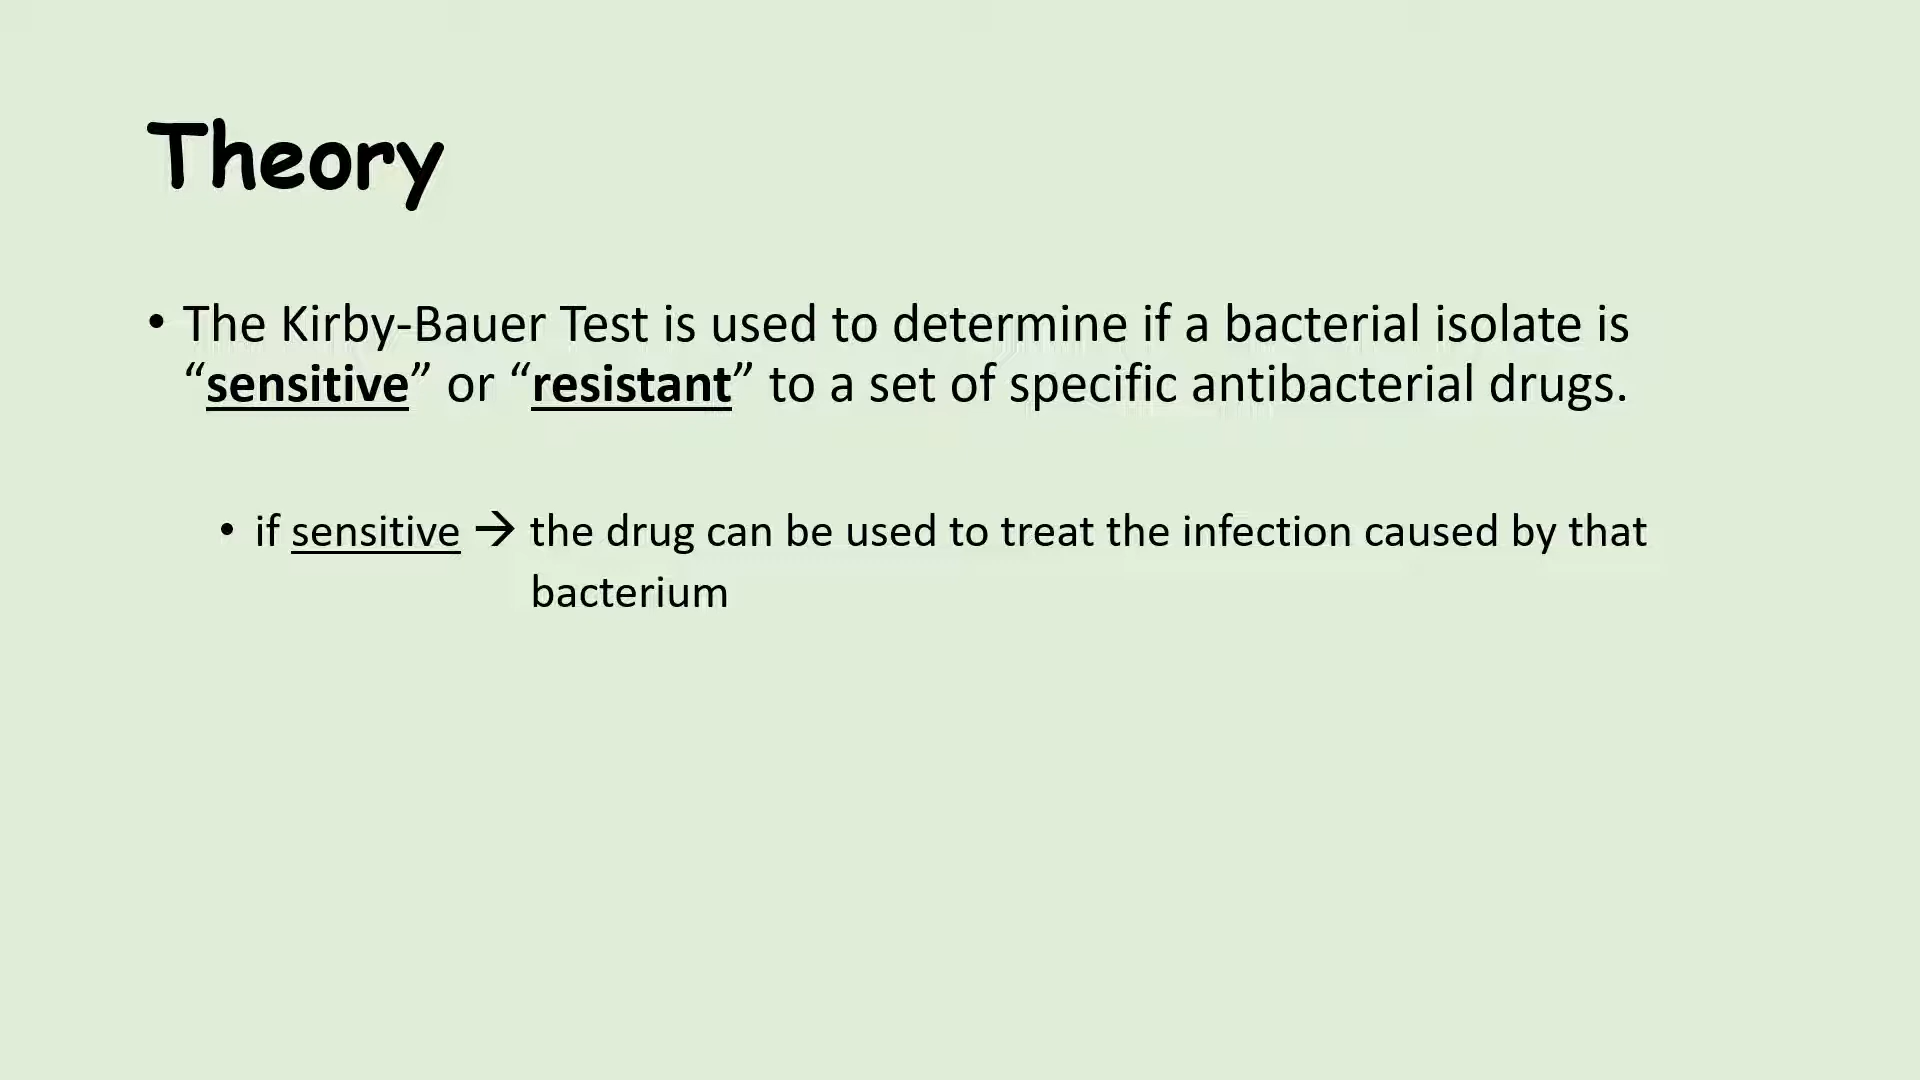 Theory
• The Kirby-Bauer Test is used to determine if a bacterial isolate is
“sensitive” or “resistant” to a set of specific antibacterial drugs.
• if sensitive → the drug can be used to treat the infection caused by that
bacterium